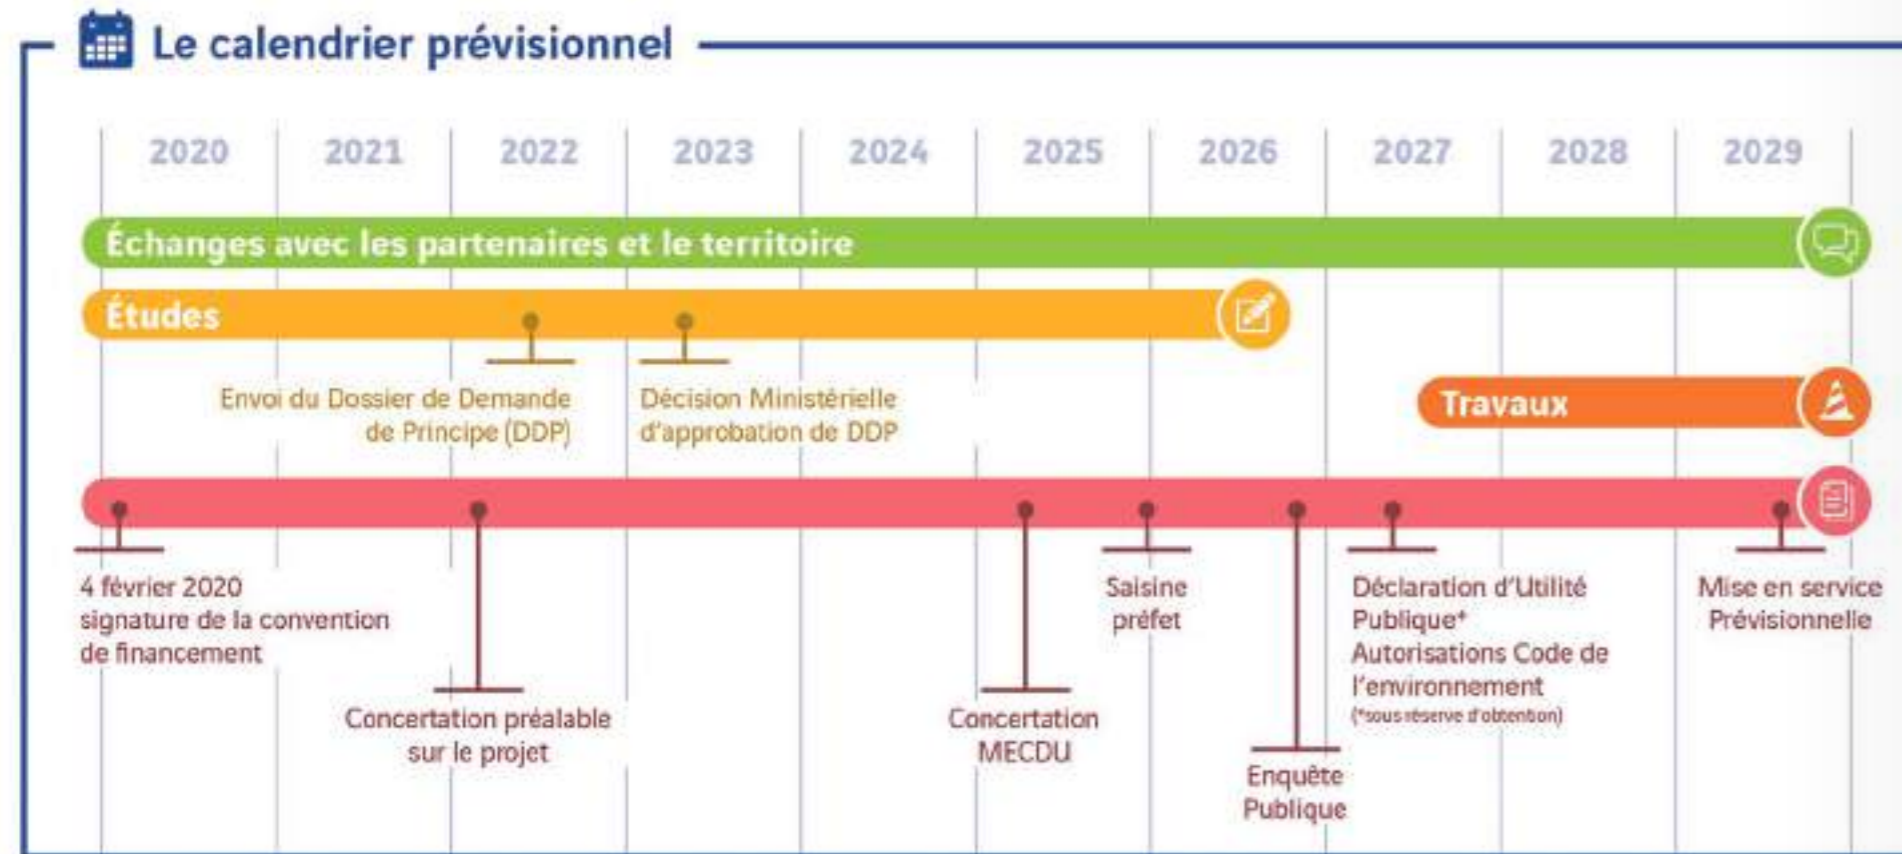 Le calendrier prévisionnel
2020 2021 2022 2023 2024 2025 2026 2027 2028 2029
Échanges avec les partenaires et le territoire
Études
Envoi du Dossier de Demande
de Principe (DDP)
Décision Ministérielle
d'approbation de DDP
Travaux
4 février 2020
signature de la convention
de financement
Concertation préalable
sur le projet
Concertation
MECDU
Saisine
préfet
Enquête
Publique
Déclaration d'Utilité
Publique*
Autorisations Code de
l'environnement
(*sous réserve d'obtention)
Mise en service
Prévisionnelle